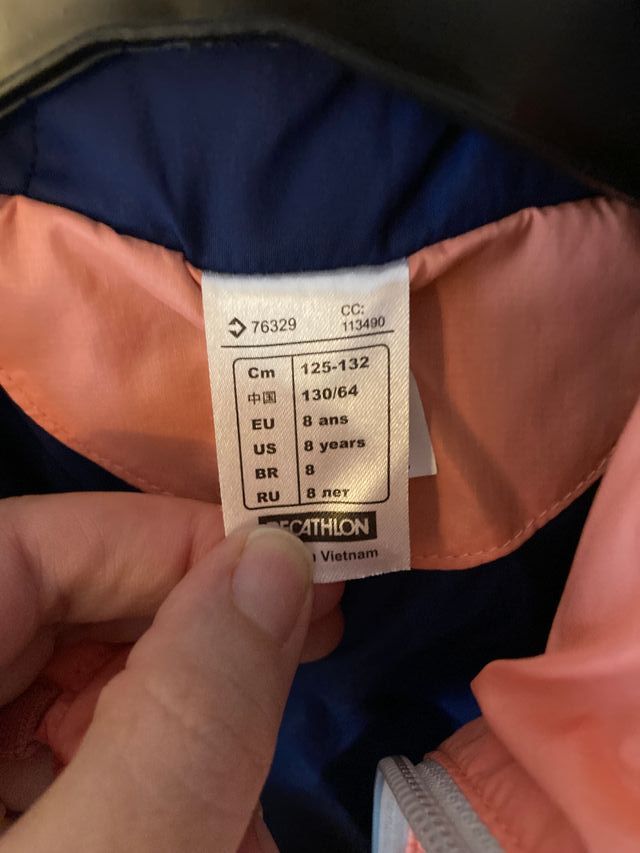 76329 CC: 113490
Cm 125-132
中国 130/64
EU 8 ans
US 8 years
BR 8
RU 8 лет
DECATHLON
Vietnam